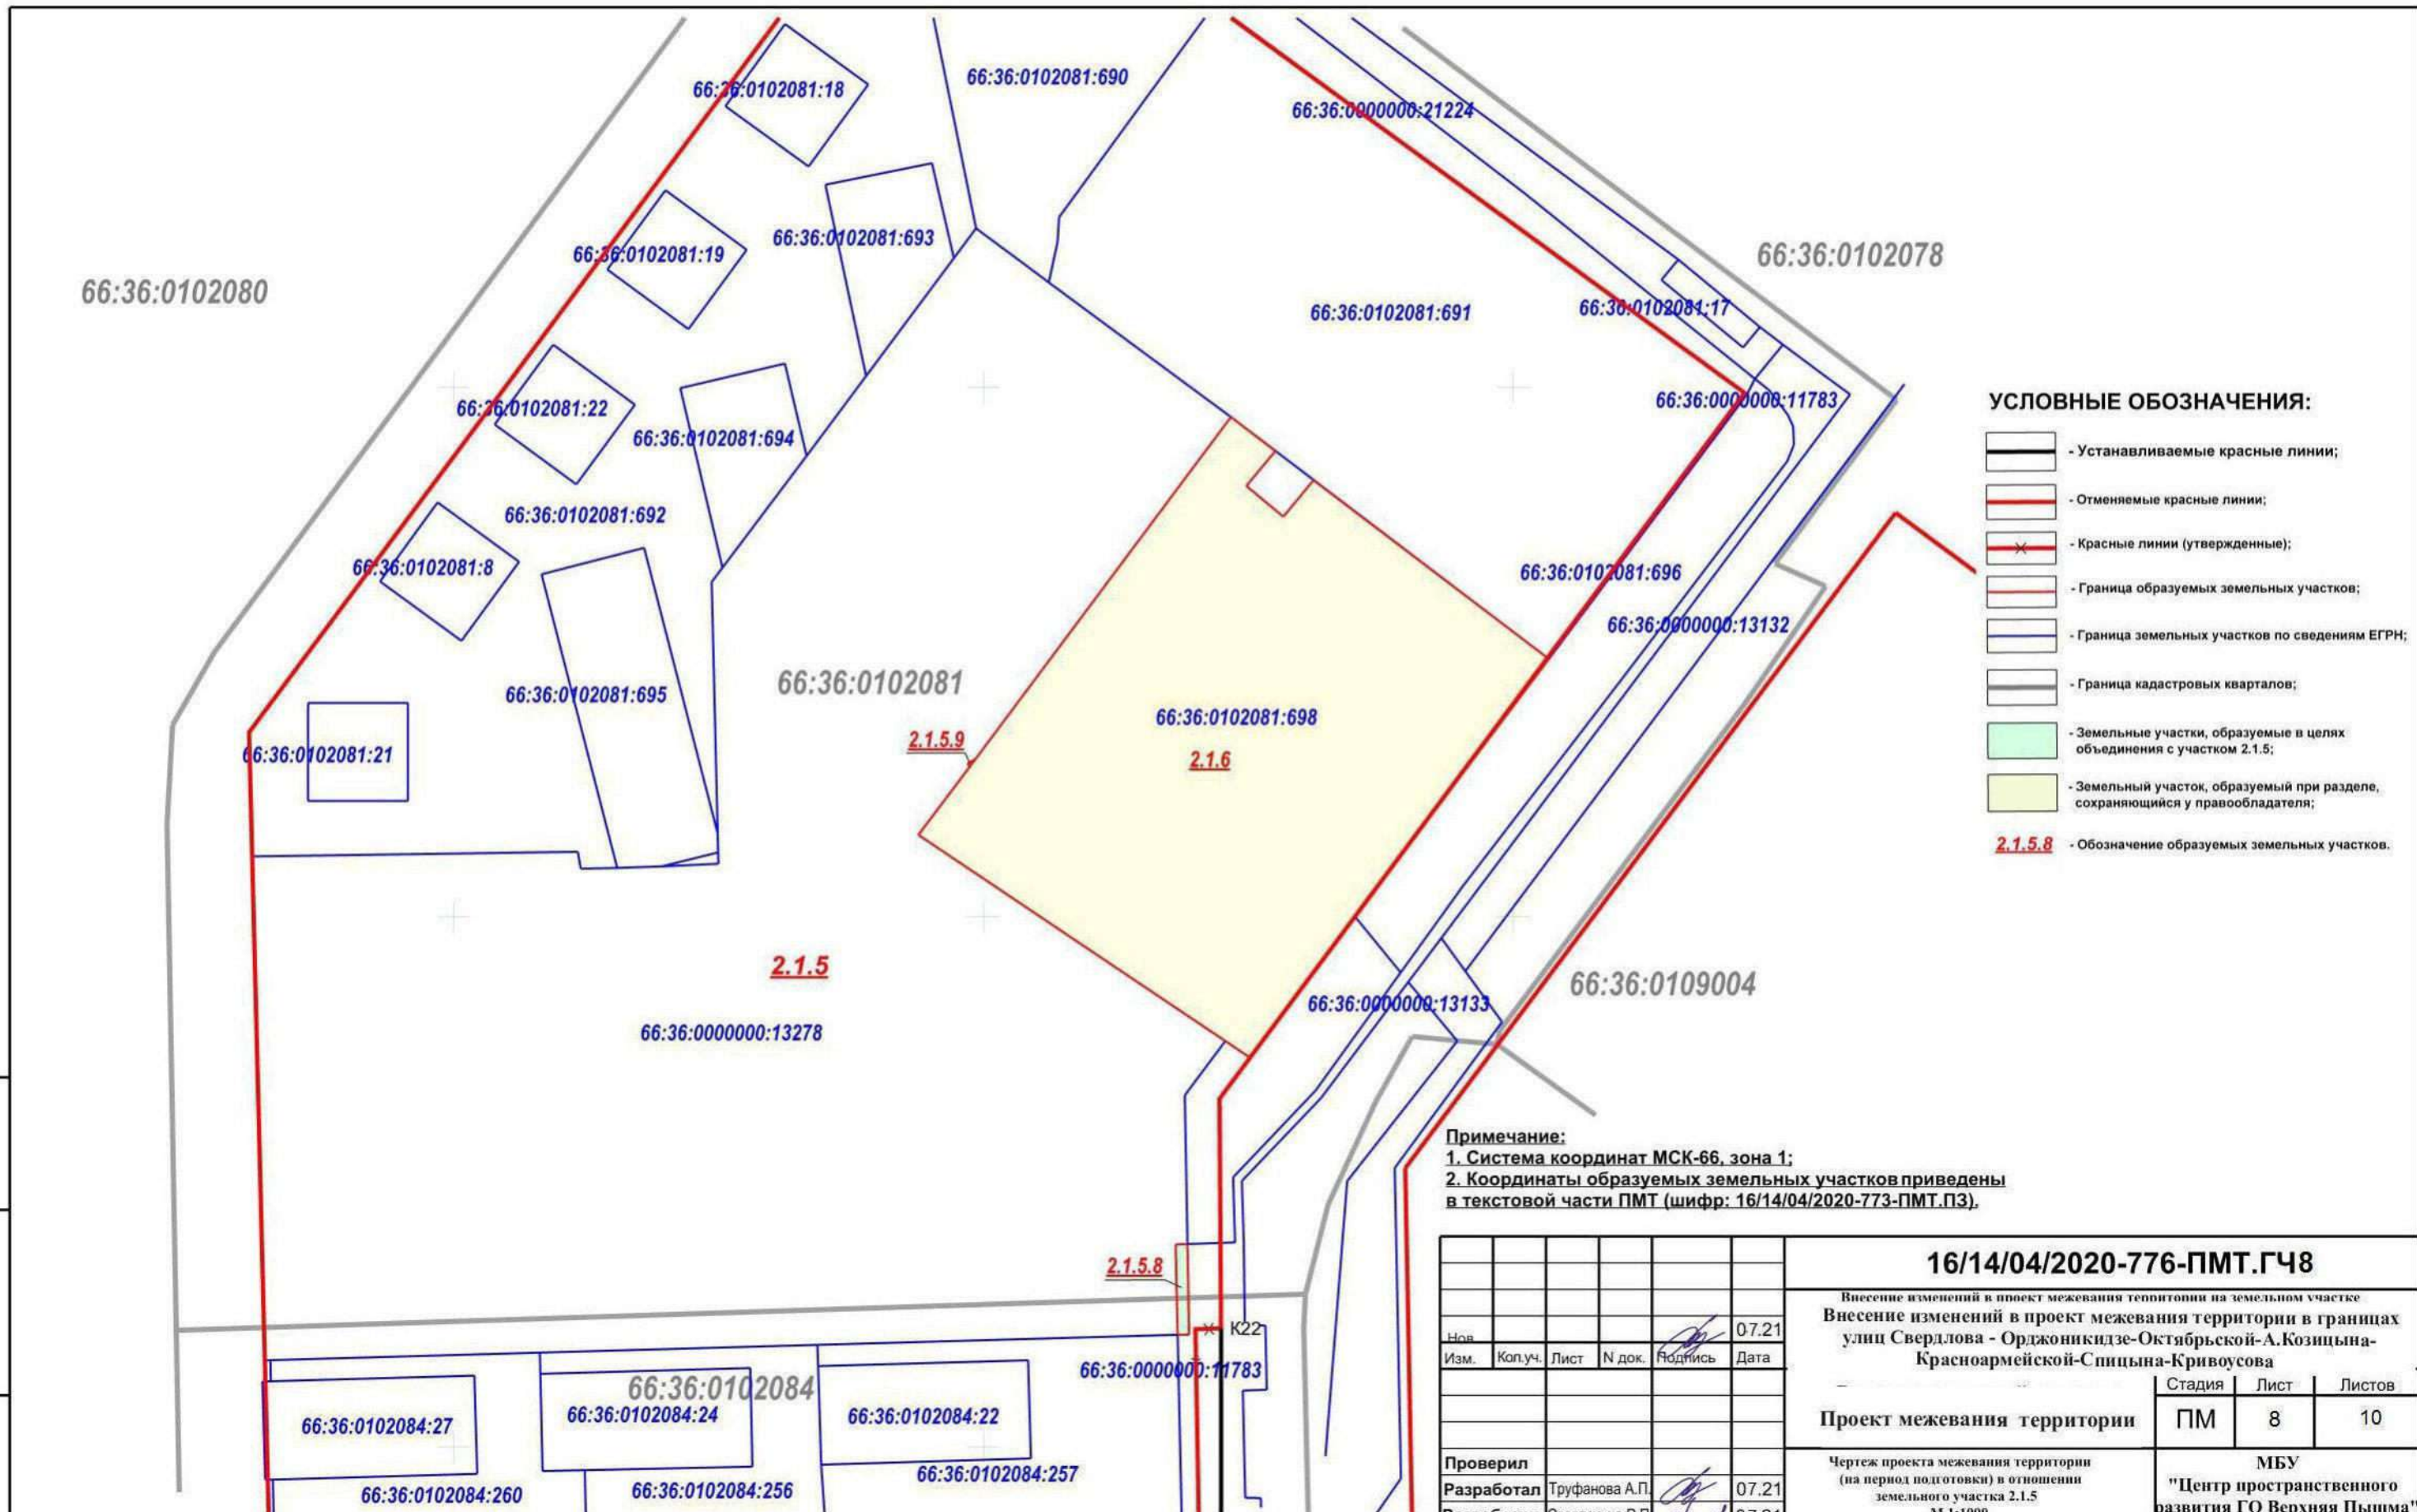 66:36:0102081:18
66:36:0102081:690
66:36:0000000:21224
66:36:0102081:19
66:36:0102081:693
66:36:0102078
66:36:0102080
66:36:0102081:691
66:36:0102081:17
66:36:0102081:22
66:36:0102081:694
66:36:0000000:11783
66:36:0102081:692
66:36:0102081:8
66:36:0102081:696
66:36:0000000:13132
66:36:0102081
66:36:0102081:695
66:36:0102081:698
2.1.5.9
2.1.6
66:36:0102081:21
2.1.5
66:36:0109004
66:36:0000000:13133
66:36:0000000:13278
УСЛОВНЫЕ ОБОЗНАЧЕНИЯ:
- Устанавливаемые красные линии;
- Отменяемые красные линии;
- Красные линии (утвержденные);
- Граница образуемых земельных участков;
- Граница земельных участков по сведениям ЕГРН;
- Граница кадастровых кварталов;
- Земельные участки, образуемые в целях
объединения с участком 2.1.5;
- Земельный участок, образуемый при разделе,
сохраняющийся у правообладателя;
2.1.5.8 - Обозначение образуемых земельных участков.
Примечание:
1. Система координат МСК-66, зона 1;
2. Координаты образуемых земельных участков приведены
в текстовой части ПМТ (шифр: 16/14/04/2020-773-ПМТ.ПЗ).
2.1.5.8
К22
66:36:0000000:11783
66:36:0102084
66:36:0102084:27
66:36:0102084:24
66:36:0102084:22
66:36:0102084:260
66:36:0102084:256
66:36:0102084:257
16/14/04/2020-776-ПМТ.ГЧ8
Внесение изменений в проект межевания территории на земельном участке
Внесение изменений в проект межевания территории в границах
улиц Свердлова - Орджоникидзе-Октябрьской-А.Козицына-
Красноармейской-Спицына-Кривоусова
Нов 07.21
Изм. Кол.уч. Лист N док. Подпись Дата
Проект межевания территории
Стадия Лист Листов
ПМ 8 10
Проверил
Разработал Труфанова А.П. 07.21
Чертеж проекта межевания территории
(на период подготовки) в отношении
земельного участка 2.1.5
МБУ
"Центр пространственного
развития ГО Верхняя Пышма"